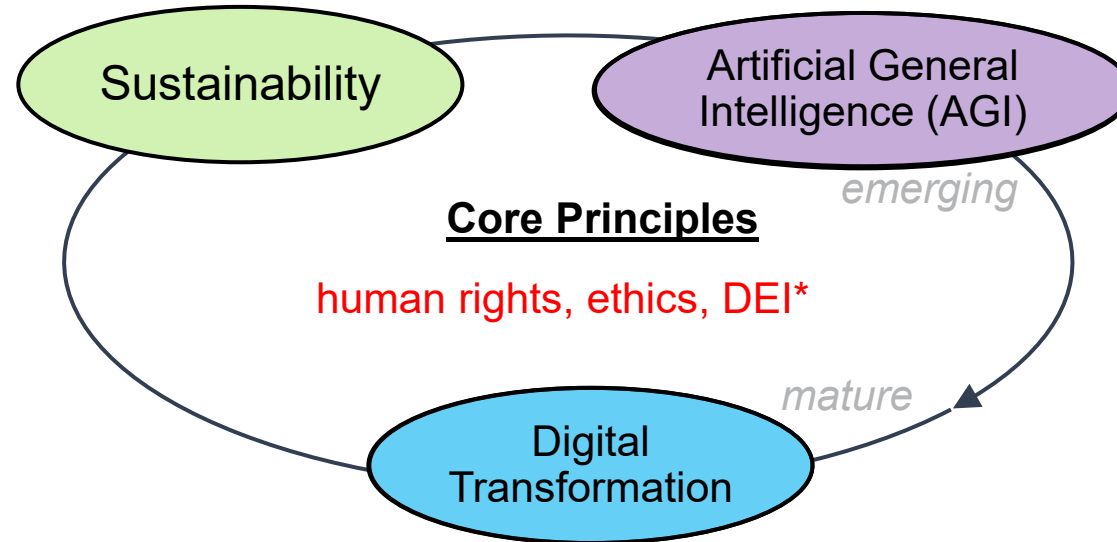 Sustainability
Artificial General
Intelligence (AGI)
emerging
Core Principles
human rights, ethics, DEI*
mature
Digital
Transformation